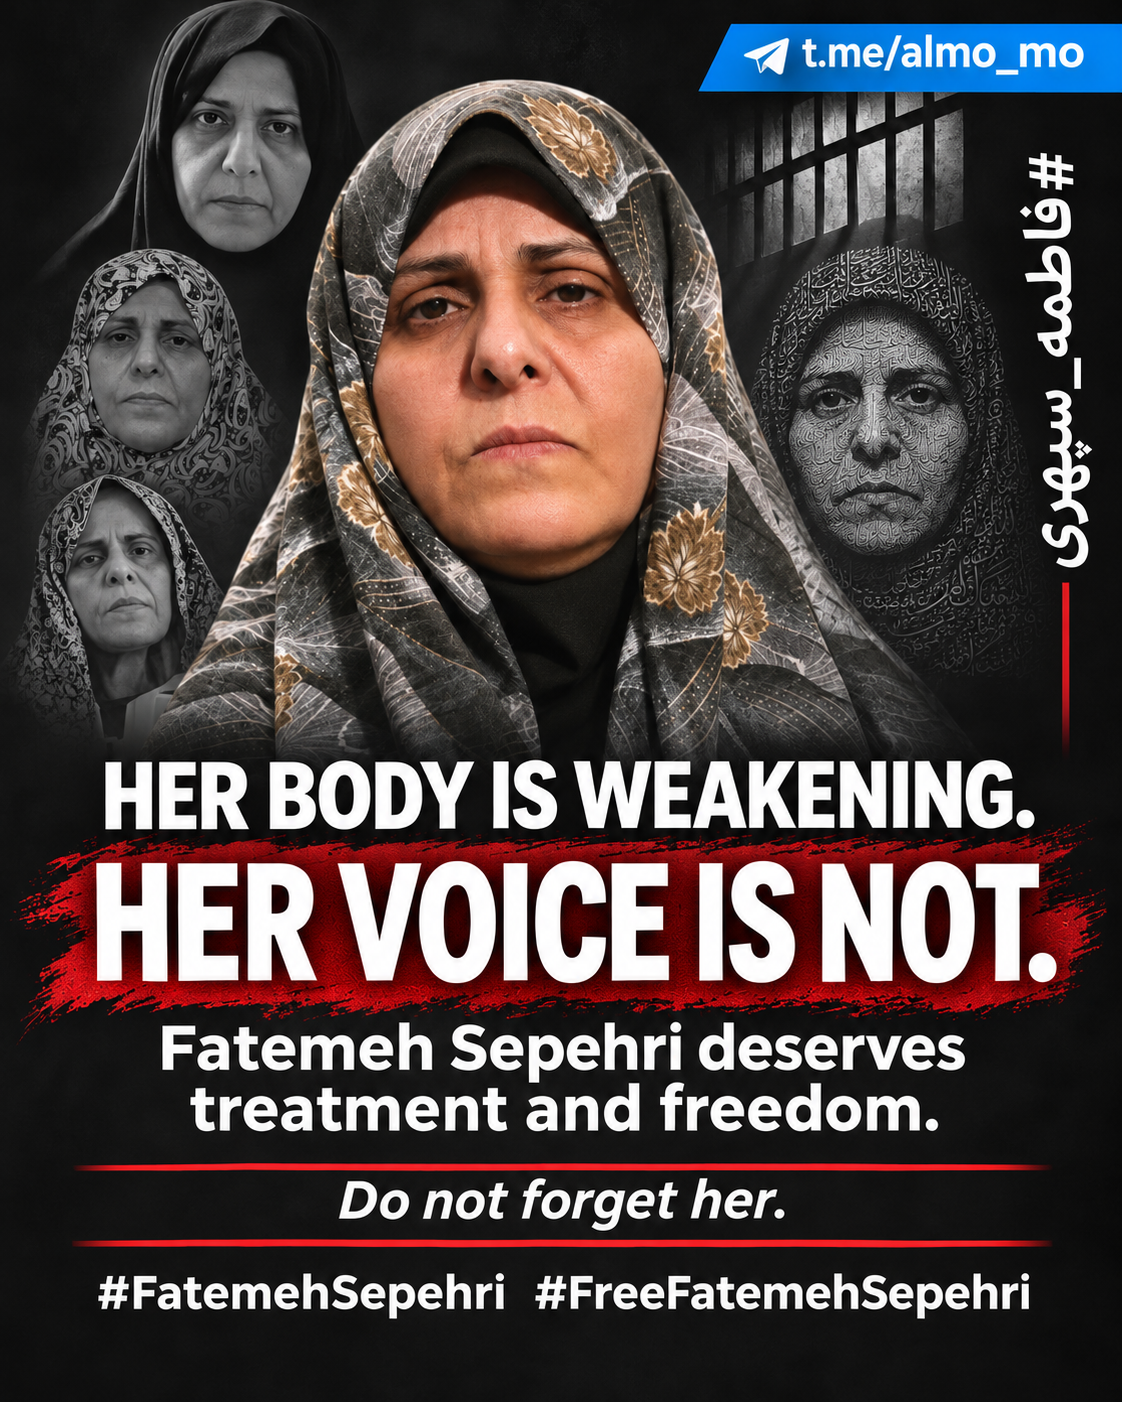 t.me/almo_mo
#فاطمه_سپهری
HER BODY IS WEAKENING.
HER VOICE IS NOT.
Fatemeh Sepehri deserves
treatment and freedom.
Do not forget her.
#FatemehSepehri #FreeFatemehSepehri